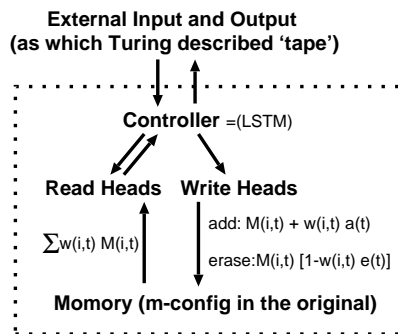 External Input and Output
(as which Turing described ‘tape’)
Controller =(LSTM)
Read Heads Write Heads
∑w(i,t) M(i,t)
add: M(i,t) + w(i,t) a(t)
erase:M(i,t) [1-w(i,t) e(t)]
Momory (m-config in the original)